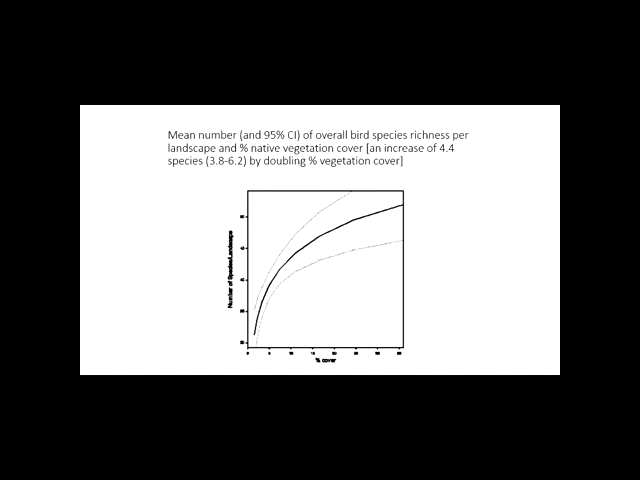 Mean number (and 95% CI) of overall bird species richness per
landscape and % native vegetation cover [an increase of 4.4
species (3.8-6.2) by doubling % vegetation cover]
Number of Species/Landscape
% cover